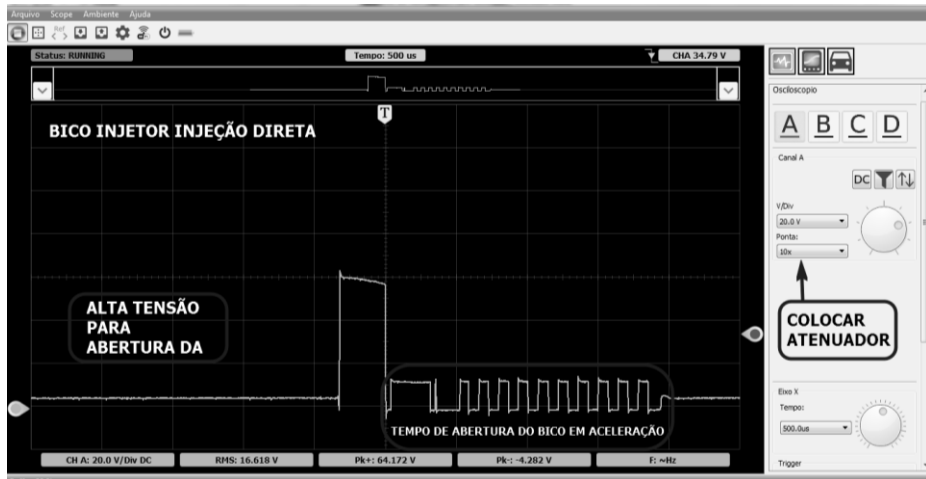 Arquivo Scope Ambiente Ajuda
Ref
Status: RUNNING
Tempo: 500 us
CHA 34.79 V
T
BICO INJETOR INJEÇÃO DIRETA
ALTA TENSÃO
PARA
ABERTURA DA
TEMPO DE ABERTURA DO BICO EM ACELERAÇÃO
CH A: 20.0 V/Div DC
RMS: 16.618 V
Pk+: 64.172 V
Pk-: -4.282 V
F: ~Hz
Osciloscopio
A B C D
Canal A
DC
V/Div
20.0 V
Ponta:
10x
COLOCAR
ATENUADOR
Eixo X
Tempo:
500.0us
Trigger